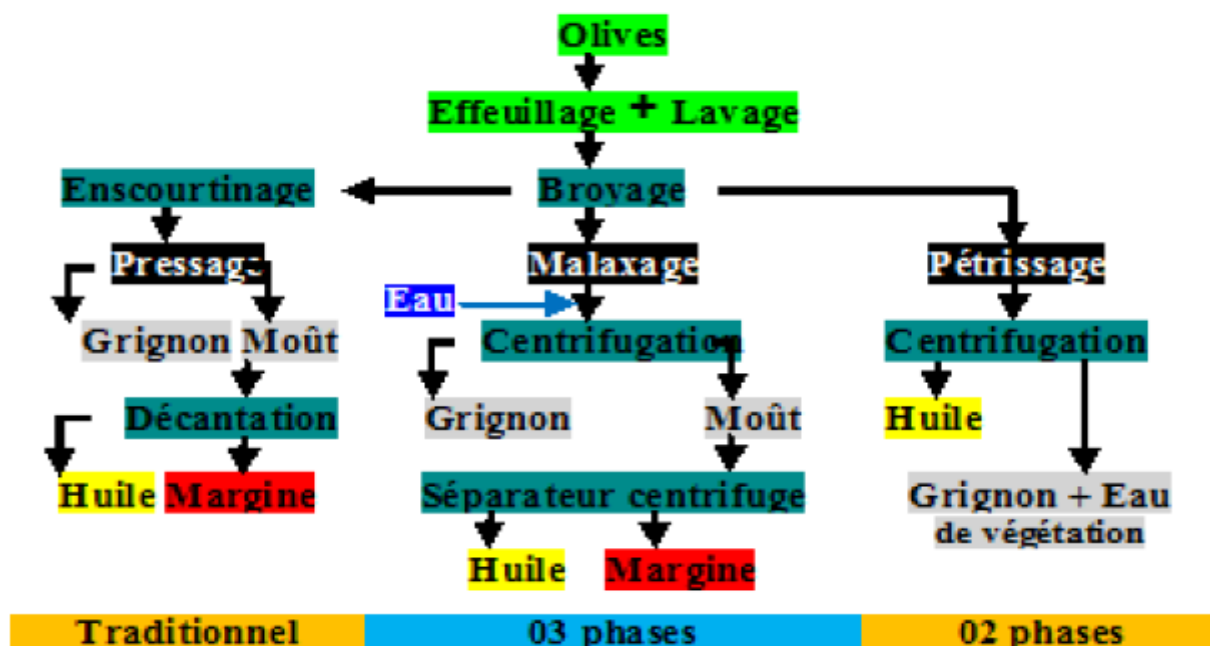 Olives
Effeuillage + Lavage
Enscourtinage Broyage
Pressage Malaxage Pétrissage
Eau
Grignon Moût Centrifugation Centrifugation
Décantation Grignon Moût Huile
Huile Margine Séparateur centrifuge Grignon + Eau
de végétation
Huile Margine
Traditionnel 03 phases 02 phases